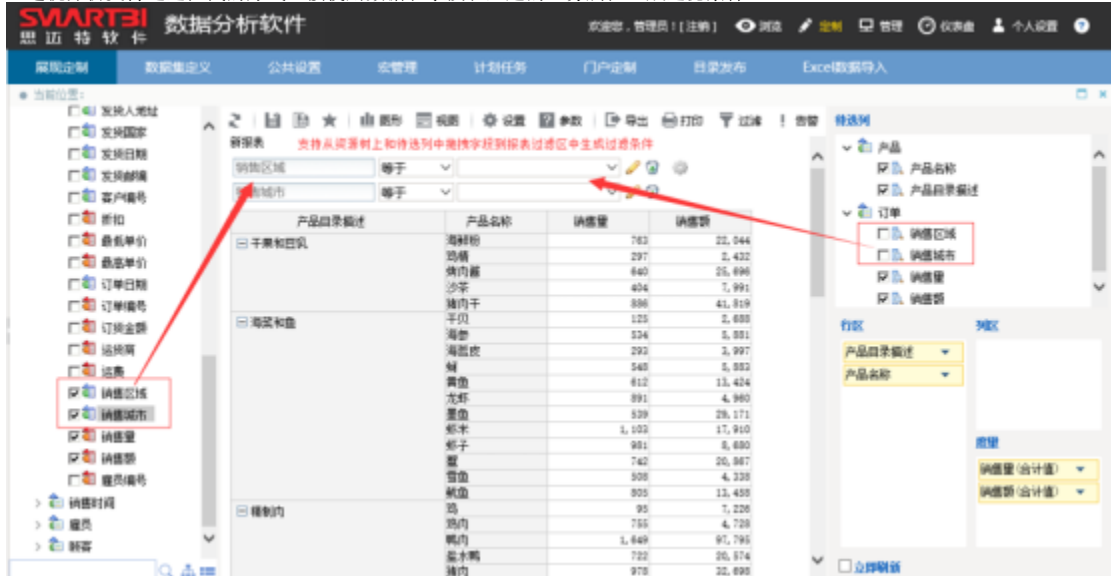 SMARTBI 数据分析软件
思迈特软件
欢迎您,管理员! [注销] 浏览 定制 管理 仪表盘 个人设置
展现定制 数据集定义 公共设置 宏管理 计划任务 门户定制 目录发布 Excel数据导入
当前位置:
发货人地址
发货国家
发货日期
发货邮编
客户编号
折扣
最低单价
最高单价
订单日期
订单编号
订货金额
运货商
运费
销售区域
销售城市
销售量
销售额
雇员编号
销售时间
雇员
顾客
图形 视图 设置 参数 导出 打印 过滤 ! 告警
新报表 支持从资源树上和待选列中拖拽字段到报表过滤区中生成过滤条件
销售区域 等于
销售城市 等于
产品目录描述 产品名称 销售量 销售额
干果和豆乳 海鲜粉 763 22,044
鸡精 297 2,432
烤肉酱 640 25,696
沙茶 404 7,991
猪肉干 886 41,819
干贝 125 2,688
海参 534 5,881
海哲皮 293 3,997
蚵 548 5,883
黄鱼 612 13,424
龙虾 891 4,960
墨鱼 539 29,171
虾米 1,103 17,910
虾子 981 8,680
蟹 742 20,867
雪鱼 508 4,338
鱿鱼 805 13,458
精制肉 鸡 95 7,226
鸡肉 755 4,728
鸭肉 1,649 97,795
盐水鸭 722 20,574
猪肉 978 32,698
待选列
产品
产品名称
产品目录描述
订单
销售区域
销售城市
销售量
销售额
行区 列区
产品目录描述
产品名称
度量
销售量(合计值)
销售额(合计值)
立即刷新